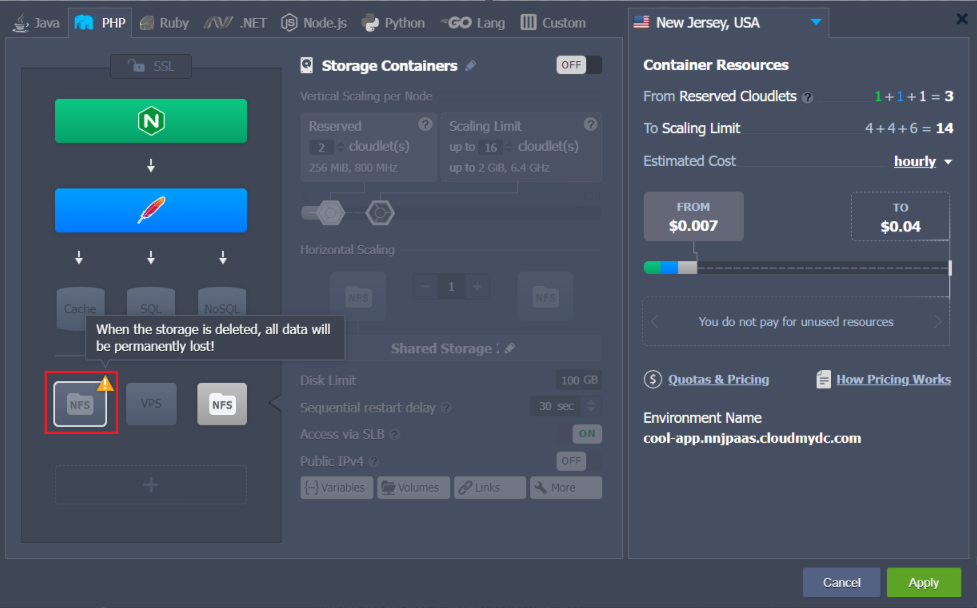 Java
PHP
Ruby
.NET
Node.js
Python
GO Lang
Custom
New Jersey, USA
SSL
N
Cache
SQL
NoSQL
When the storage is deleted, all data will
be permanently lost!
NFS
VPS
NFS
+
Storage Containers
OFF
Vertical Scaling per Node
Reserved ?
2 cloudlet(s)
256 MiB, 800 MHz
Scaling Limit ?
up to 16 cloudlet(s)
up to 2 GiB, 6.4 GHz
Horizontal Scaling
NFS
− 1 +
NFS
Shared Storage :
Disk Limit 100 GB
Sequential restart delay ? 30 sec
Access via SLB ? ON
Public IPv4 ? OFF
{···} Variables
Volumes
Links
More
Container Resources
From Reserved Cloudlets ? 1 + 1 + 1 = 3
To Scaling Limit 4 + 4 + 6 = 14
Estimated Cost hourly
FROM
$0.007
TO
$0.04
You do not pay for unused resources
$ Quotas & Pricing
How Pricing Works
Environment Name
cool-app.nnjpaas.cloudmydc.com
Cancel
Apply